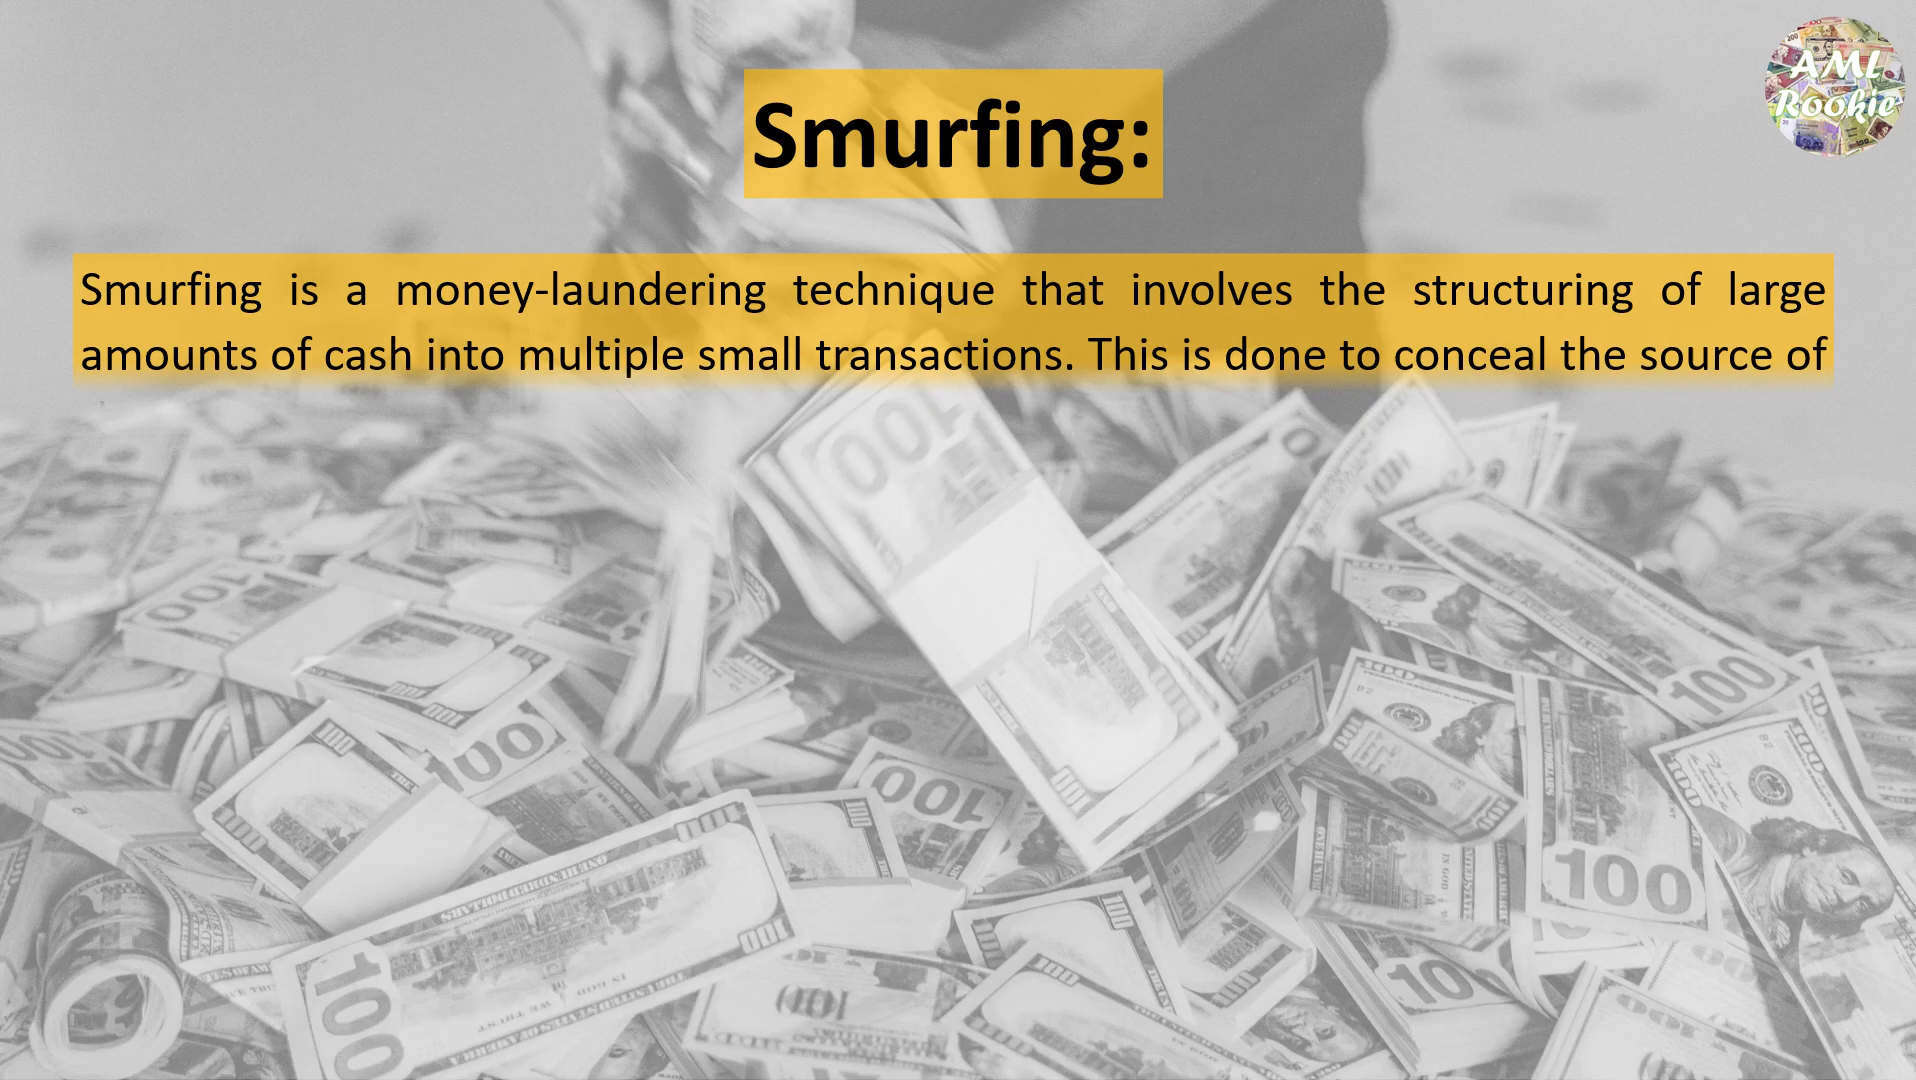 AML
Rookie
Smurfing:
Smurfing is a money-laundering technique that involves the structuring of large
amounts of cash into multiple small transactions. This is done to conceal the source of